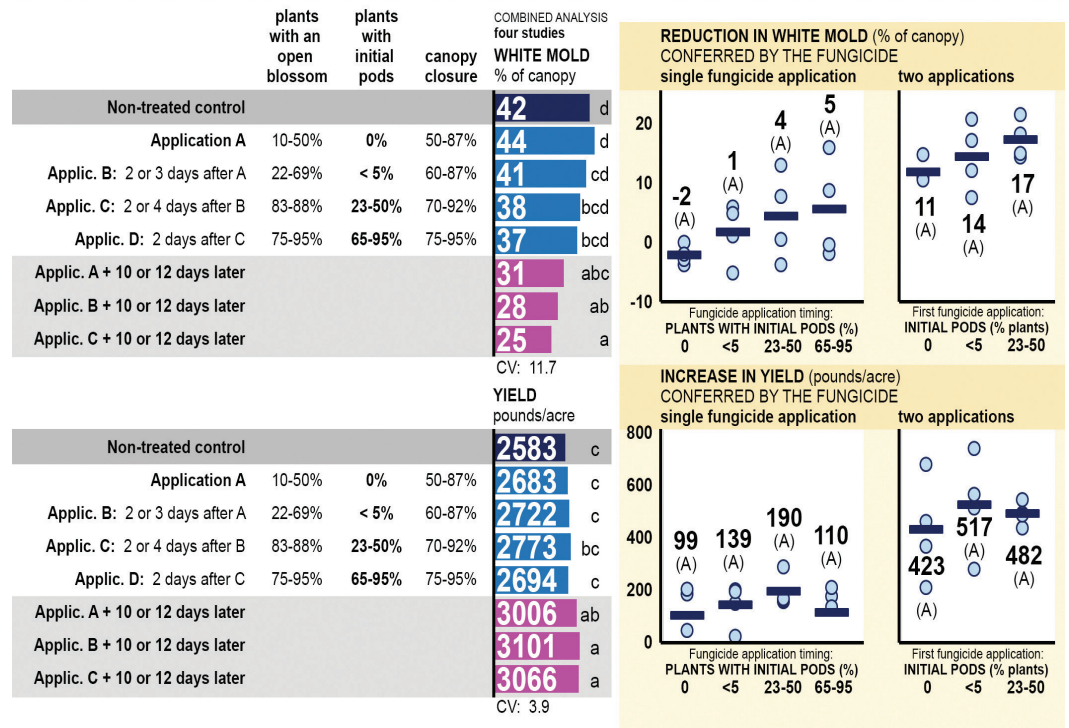 plants with an open blossom
plants with initial pods
canopy closure
COMBINED ANALYSIS
four studies
WHITE MOLD
% of canopy
Non-treated control 42 d
Application A 10-50% 0% 50-87% 44 d
Applic. B: 2 or 3 days after A 22-69% < 5% 60-87% 41 cd
Applic. C: 2 or 4 days after B 83-88% 23-50% 70-92% 38 bcd
Applic. D: 2 days after C 75-95% 65-95% 75-95% 37 bcd
Applic. A + 10 or 12 days later 31 abc
Applic. B + 10 or 12 days later 28 ab
Applic. C + 10 or 12 days later 25 a
CV: 11.7
YIELD
pounds/acre
Non-treated control 2583 c
Application A 10-50% 0% 50-87% 2683 c
Applic. B: 2 or 3 days after A 22-69% < 5% 60-87% 2722 c
Applic. C: 2 or 4 days after B 83-88% 23-50% 70-92% 2773 bc
Applic. D: 2 days after C 75-95% 65-95% 75-95% 2694 c
Applic. A + 10 or 12 days later 3006 ab
Applic. B + 10 or 12 days later 3101 a
Applic. C + 10 or 12 days later 3066 a
CV: 3.9
REDUCTION IN WHITE MOLD (% of canopy)
CONFERRED BY THE FUNGICIDE
single fungicide application
two applications
20
10
0
-10
-2 (A)
1 (A)
4 (A)
5 (A)
11 (A)
14 (A)
17 (A)
Fungicide application timing:
PLANTS WITH INITIAL PODS (%)
0 <5 23-50 65-95
First fungicide application:
INITIAL PODS (% plants)
0 <5 23-50
INCREASE IN YIELD (pounds/acre)
CONFERRED BY THE FUNGICIDE
single fungicide application
two applications
800
600
400
200
0
99 (A)
139 (A)
190 (A)
110 (A)
423 (A)
517 (A)
482 (A)
Fungicide application timing:
PLANTS WITH INITIAL PODS (%)
0 <5 23-50 65-95
First fungicide application:
INITIAL PODS (% plants)
0 <5 23-50